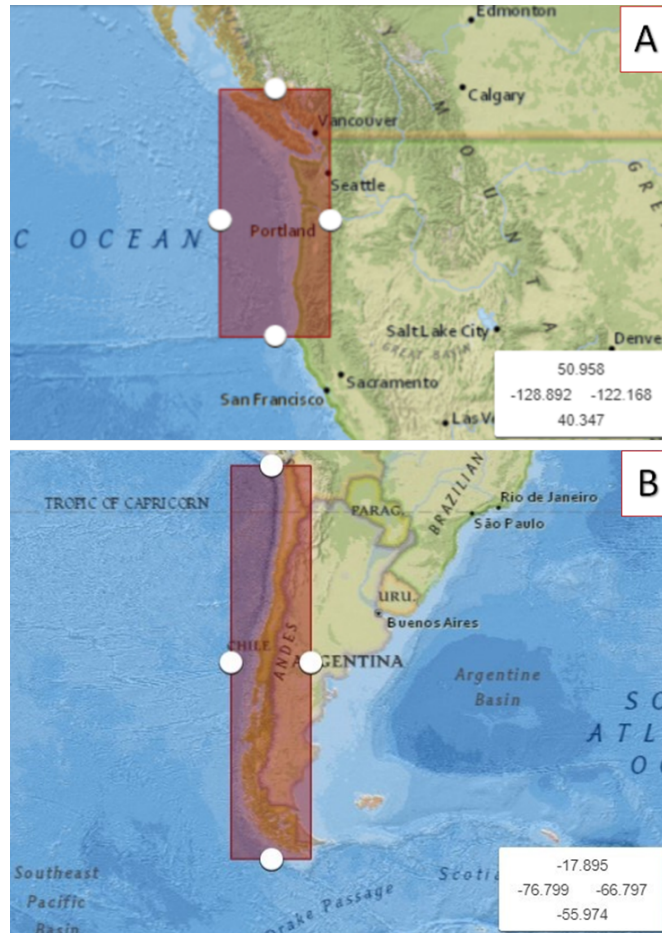 Edmonton
A
Calgary
Vancouver
M
O
U
N
T
A
G
R
E
Seattle
C OCEAN
Portland
Salt Lake City
GREAT BASIN
Denve
Sacramento
San Francisco
Las Ve
50.958
-128.892 -122.168
40.347
B
TROPIC OF CAPRICORN
PARAG.
BRAZILIAN
Rio de Janeiro
São Paulo
URU.
Buenos Aires
CHILE
ANDES
ARGENTINA
Argentine
Basin
SO
ATL
OC
Southeast
Pacific
Basin
Drake Passage
Scoti
-17.895
-76.799 -66.797
-55.974